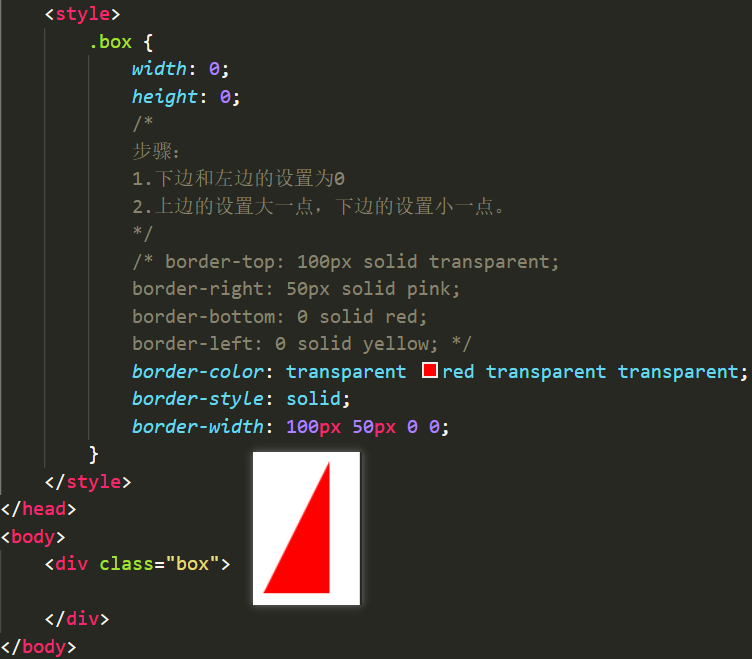 <style>
.box {
width: 0;
height: 0;
/*
步骤：
1.下边和左边的设置为0
2.上边的设置大一点，下边的设置小一点。
*/
/* border-top: 100px solid transparent;
border-right: 50px solid pink;
border-bottom: 0 solid red;
border-left: 0 solid yellow; */
border-color: transparent red transparent transparent;
border-style: solid;
border-width: 100px 50px 0 0;
}
</style>
</head>
<body>
<div class="box">
</div>
</body>